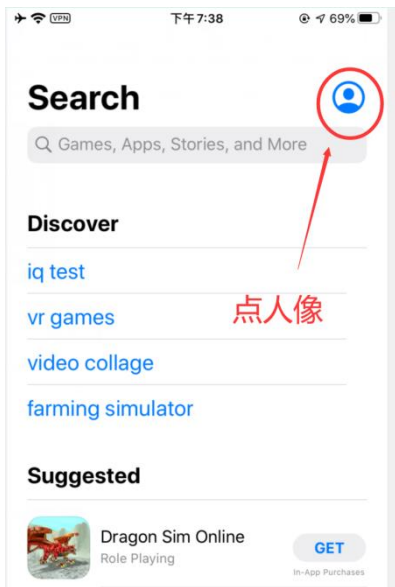 VPN 下午7:38 69%
Search
Games, Apps, Stories, and More
Discover
iq test
vr games
点人像
video collage
farming simulator
Suggested
Dragon Sim Online
Role Playing
GET
In-App Purchases